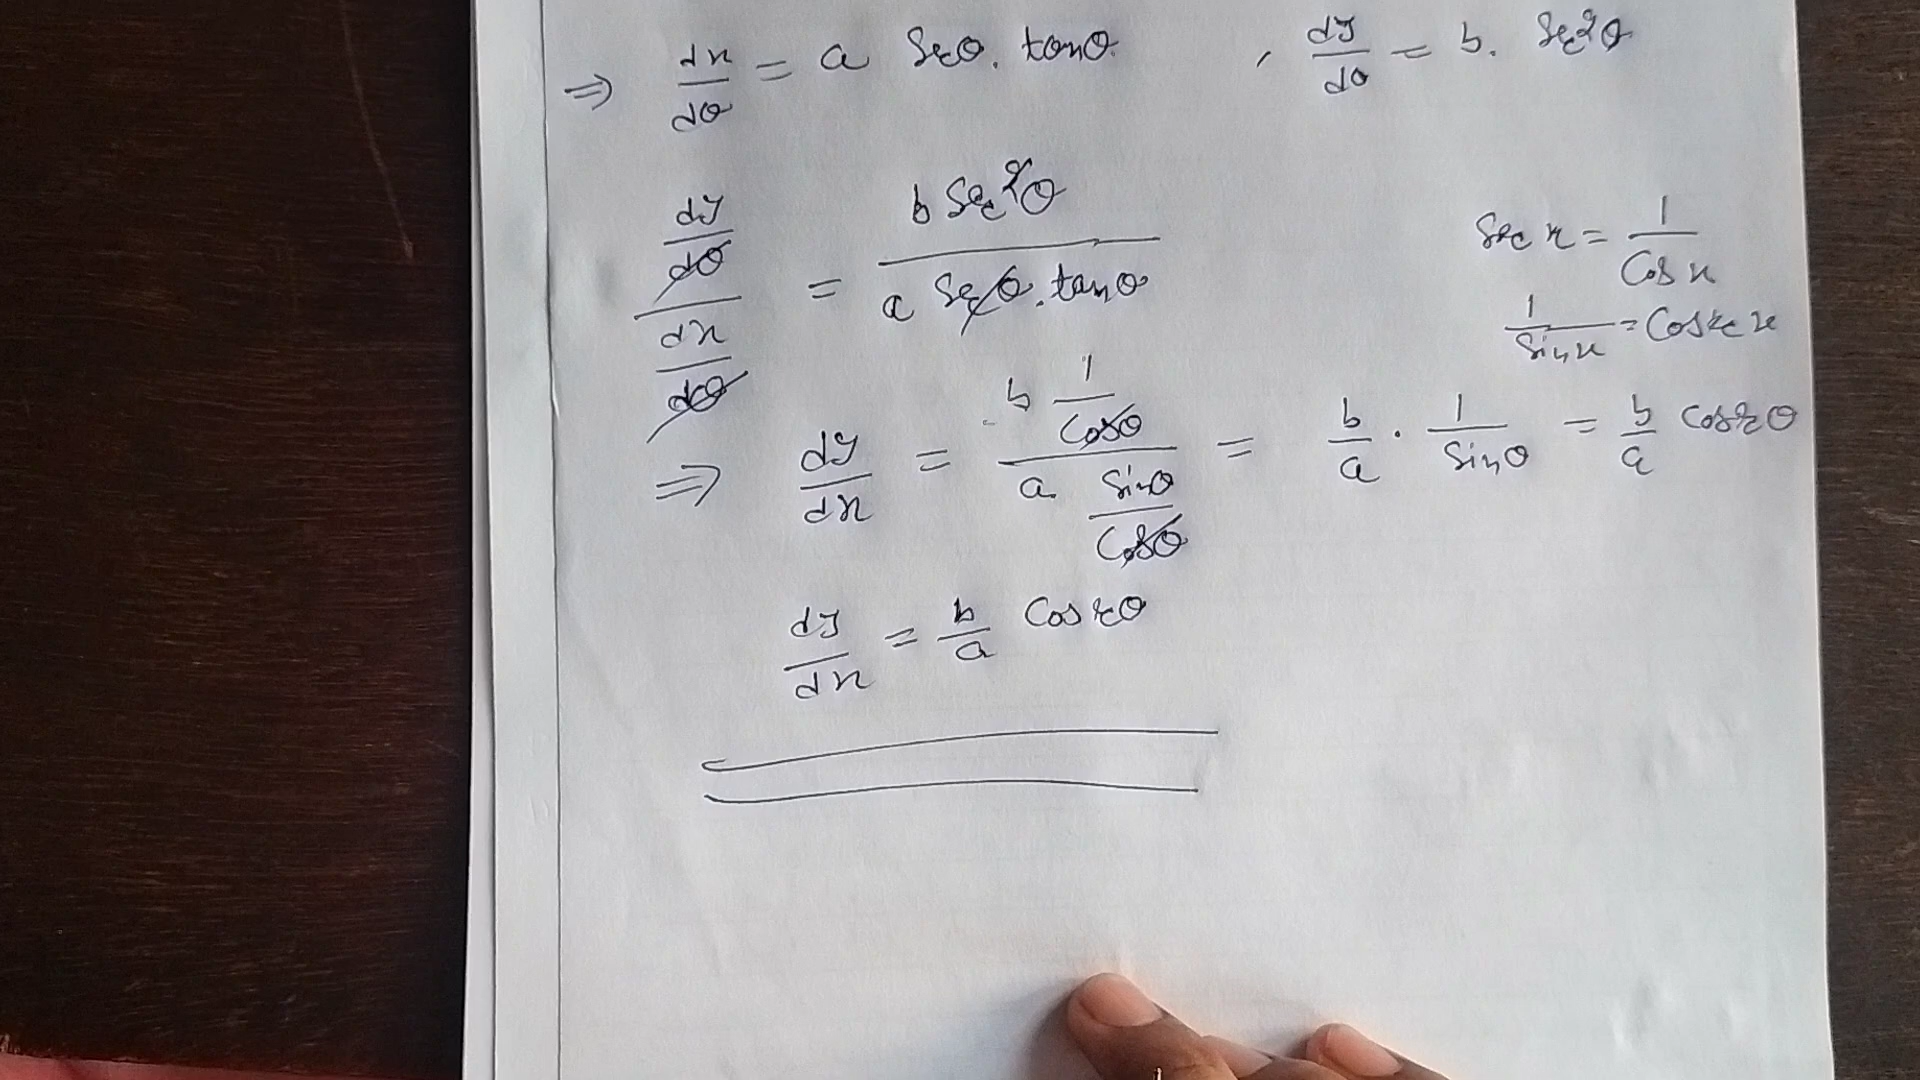 ⇒ dx/dθ = a Secθ. tanθ , dy/dθ = b. Sec²θ
dy/dθ / dx/dθ = b Sec²θ / a Secθ. tanθ
Sec x = 1/Cos x
1/Sin x = Cosec x
⇒ dy/dx = b 1/Cosθ / a Sinθ/Cosθ = b/a . 1/Sinθ = b/a Cosecθ
dy/dx = b/a Cosecθ